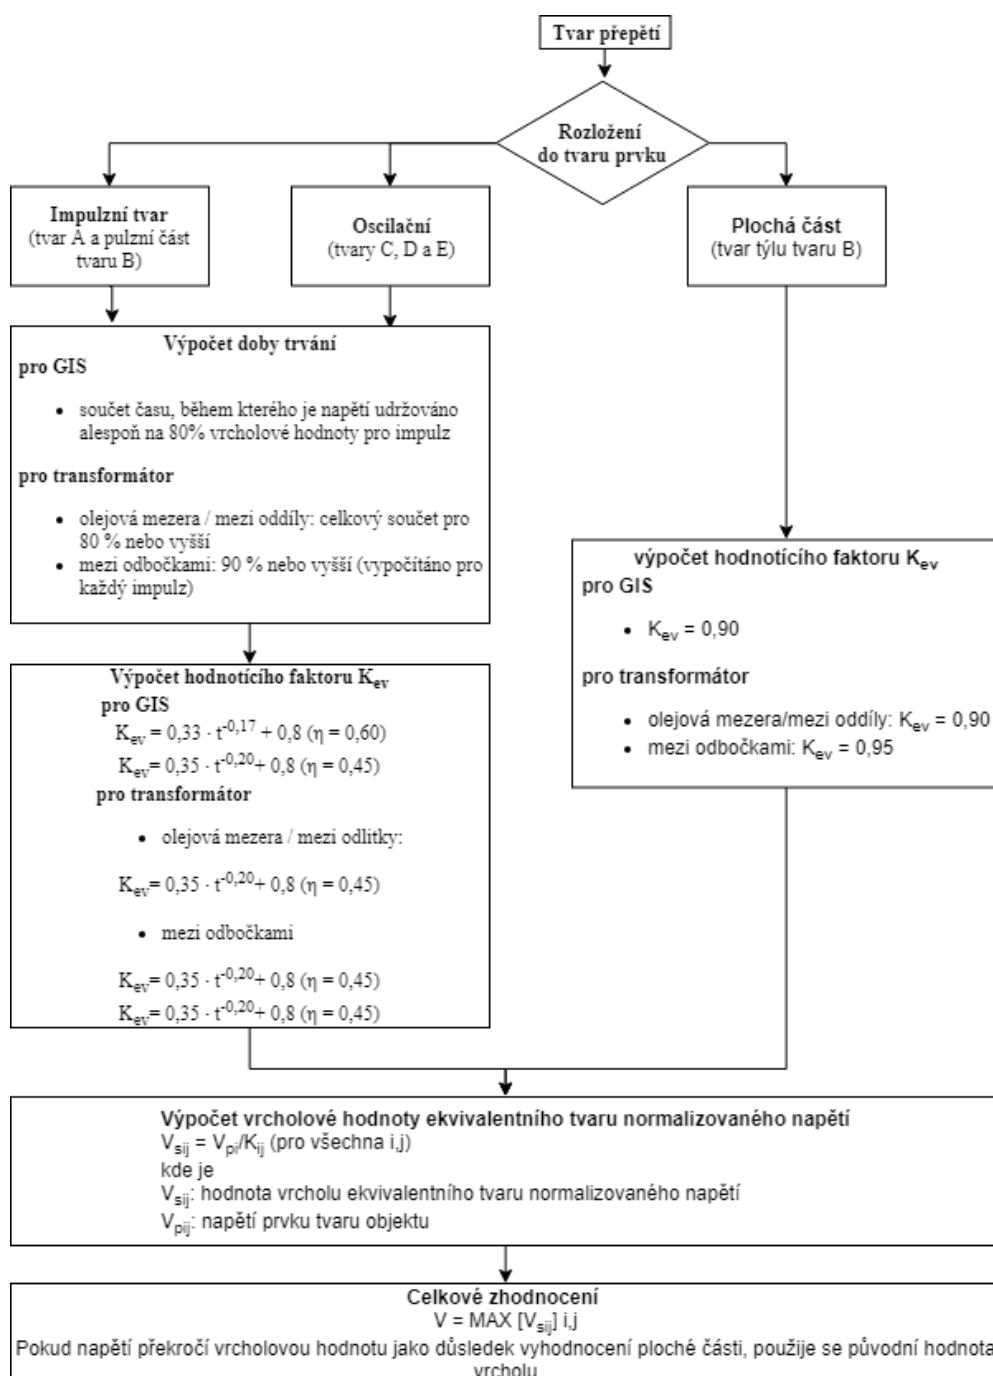 Tvar přepětí
Rozložení
do tvaru prvku
Impulzní tvar
(tvar A a pulzní část
tvaru B)
Oscilační
(tvary C, D a E)
Plochá část
(tvar týlu tvaru B)
Výpočet doby trvání
pro GIS
• součet času, během kterého je napětí udržováno
alespoň na 80% vrcholové hodnoty pro impulz
pro transformátor
• olejová mezera / mezi oddíly: celkový součet pro
80 % nebo vyšší
• mezi odbočkami: 90 % nebo vyšší (vypočítáno pro
každý impulz)
výpočet hodnotícího faktoru Kev
pro GIS
• Kev = 0,90
pro transformátor
• olejová mezera/mezi oddíly: Kev = 0,90
• mezi odbočkami: Kev = 0,95
Výpočet hodnotícího faktoru Kev
pro GIS
Kev = 0,33 · t^-0,17 + 0,8 (η = 0,60)
Kev= 0,35 · t^-0,20+ 0,8 (η = 0,45)
pro transformátor
• olejová mezera / mezi odlitky:
Kev= 0,35 · t^-0,20+ 0,8 (η = 0,45)
• mezi odbočkami
Kev= 0,35 · t^-0,20+ 0,8 (η = 0,45)
Kev= 0,35 · t^-0,20+ 0,8 (η = 0,45)
Výpočet vrcholové hodnoty ekvivalentního tvaru normalizovaného napětí
Vsij = Vpi/Kij (pro všechna i,j)
kde je
Vsij: hodnota vrcholu ekvivalentního tvaru normalizovaného napětí
Vpij: napětí prvku tvaru objektu
Celkové zhodnocení
V = MAX [Vsij] i,j
Pokud napětí překročí vrcholovou hodnotu jako důsledek vyhodnocení ploché části, použije se původní hodnota
vrcholu